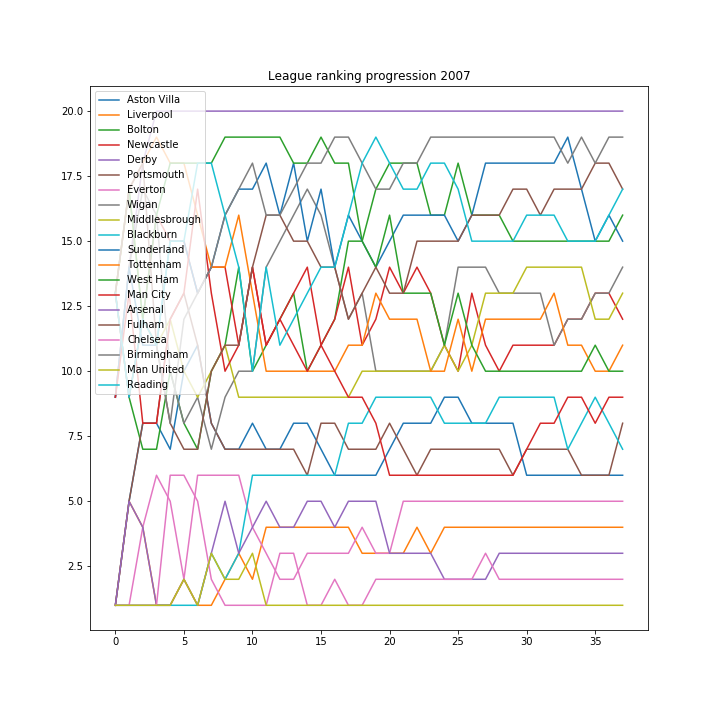 League ranking progression 2007
20.0
17.5
15.0
12.5
10.0
7.5
5.0
2.5
Aston Villa
Liverpool
Bolton
Newcastle
Derby
Portsmouth
Everton
Wigan
Middlesbrough
Blackburn
Sunderland
Tottenham
West Ham
Man City
Arsenal
Fulham
Chelsea
Birmingham
Man United
Reading
0 5 10 15 20 25 30 35